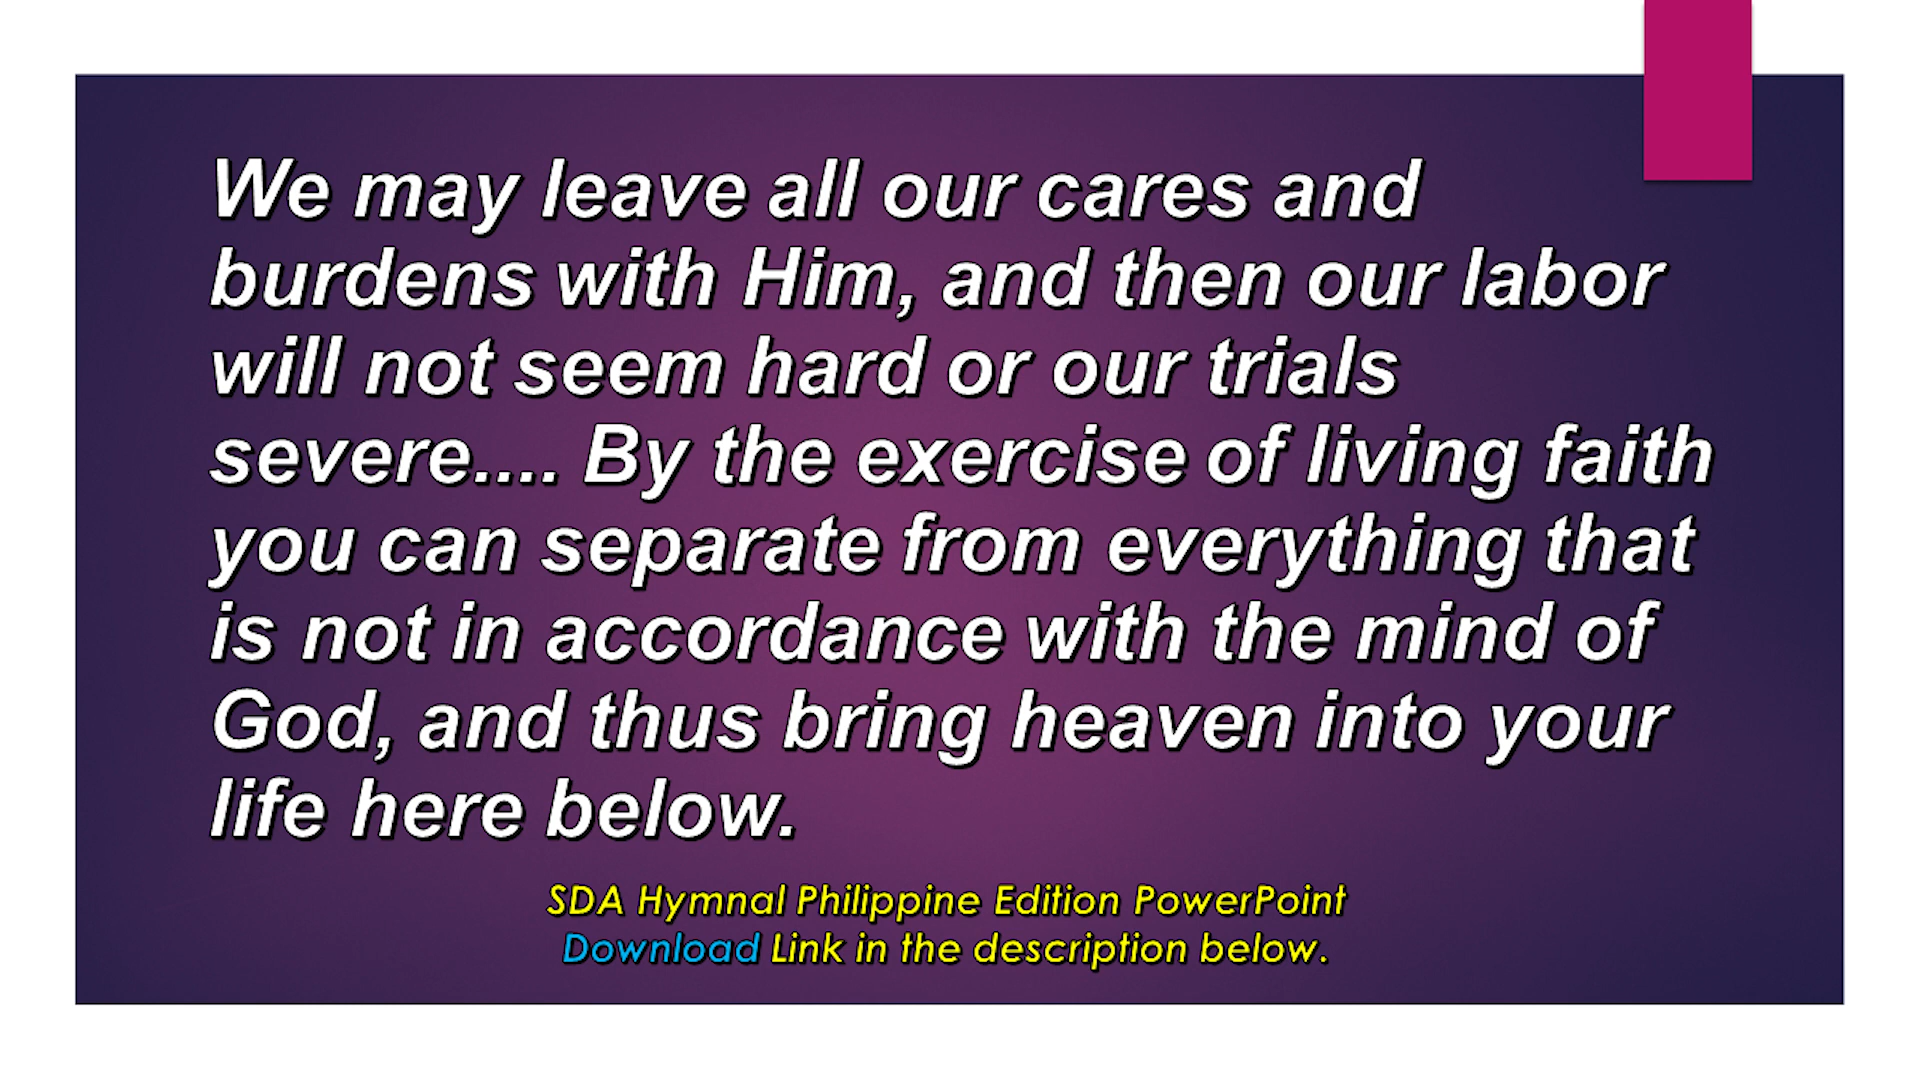 We may leave all our cares and
burdens with Him, and then our labor
will not seem hard or our trials
severe.... By the exercise of living faith
you can separate from everything that
is not in accordance with the mind of
God, and thus bring heaven into your
life here below.
SDA Hymnal Philippine Edition PowerPoint
Download Link in the description below.